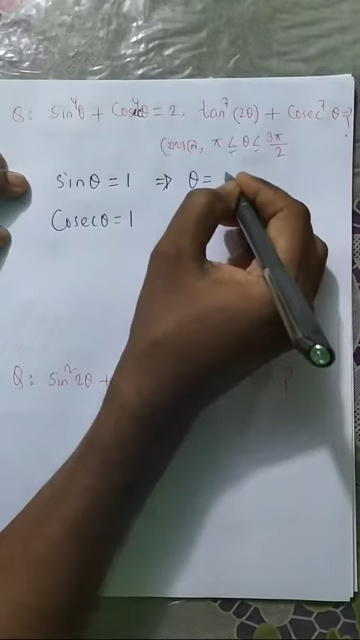 Q: sin⁴θ + Cosec⁴θ = 2. tan⁷(2θ) + Cosec⁷θ = ?
যেখানে, π ≤ θ ≤ 3π/2
sinθ = 1 ⇒ θ =
Cosecθ = 1
Q: sin²2θ + ?